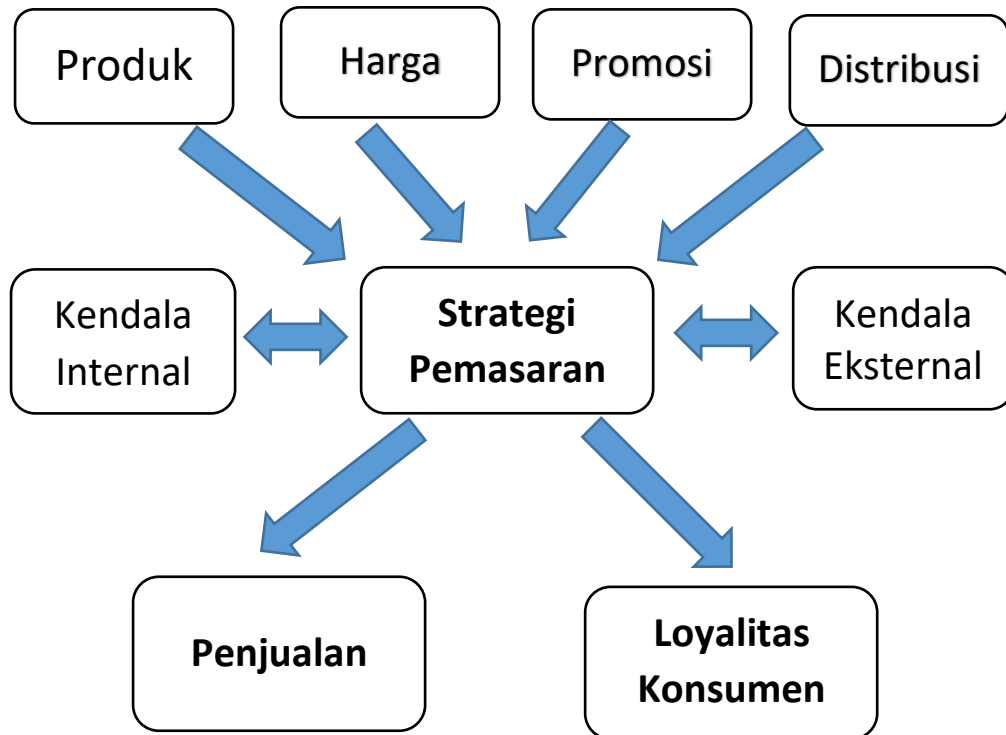 Produk
Harga
Promosi
Distribusi
Kendala
Internal
Strategi
Pemasaran
Kendala
Eksternal
Penjualan
Loyalitas
Konsumen